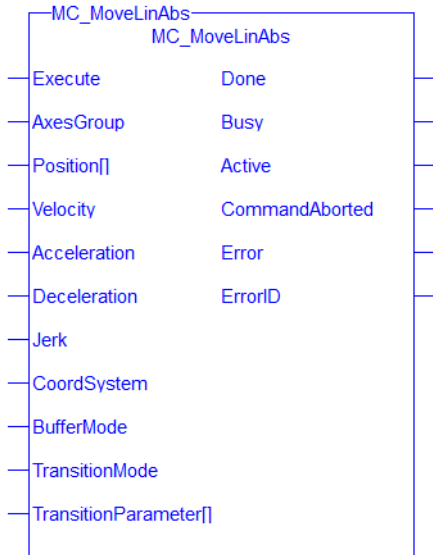 MC_MoveLinAbs
MC_MoveLinAbs
Execute Done
AxesGroup Busy
Position[] Active
Velocity CommandAborted
Acceleration Error
Deceleration ErrorID
Jerk
CoordSystem
BufferMode
TransitionMode
TransitionParameter[]